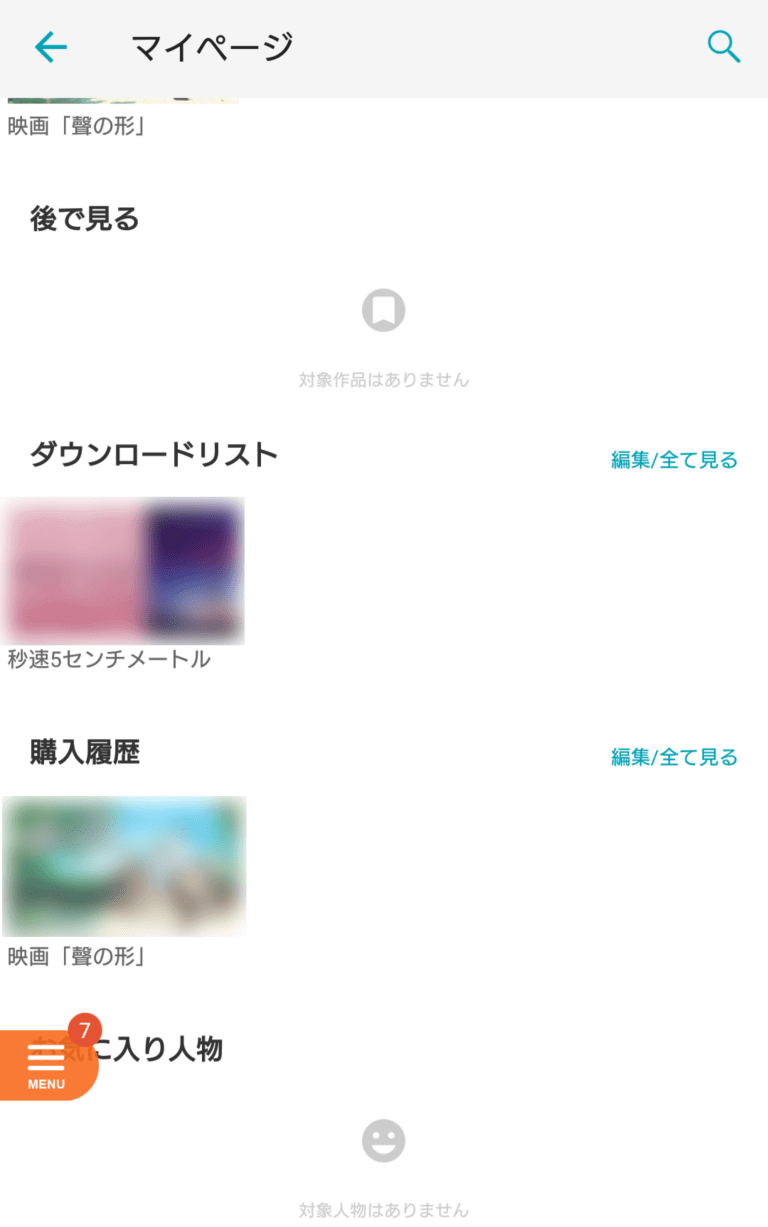 マイページ
映画「聲の形」
後で見る
対象作品はありません
ダウンロードリスト
編集/全て見る
秒速5センチメートル
購入履歴
編集/全て見る
映画「聲の形」
7
お気に入り人物
MENU
対象人物はありません